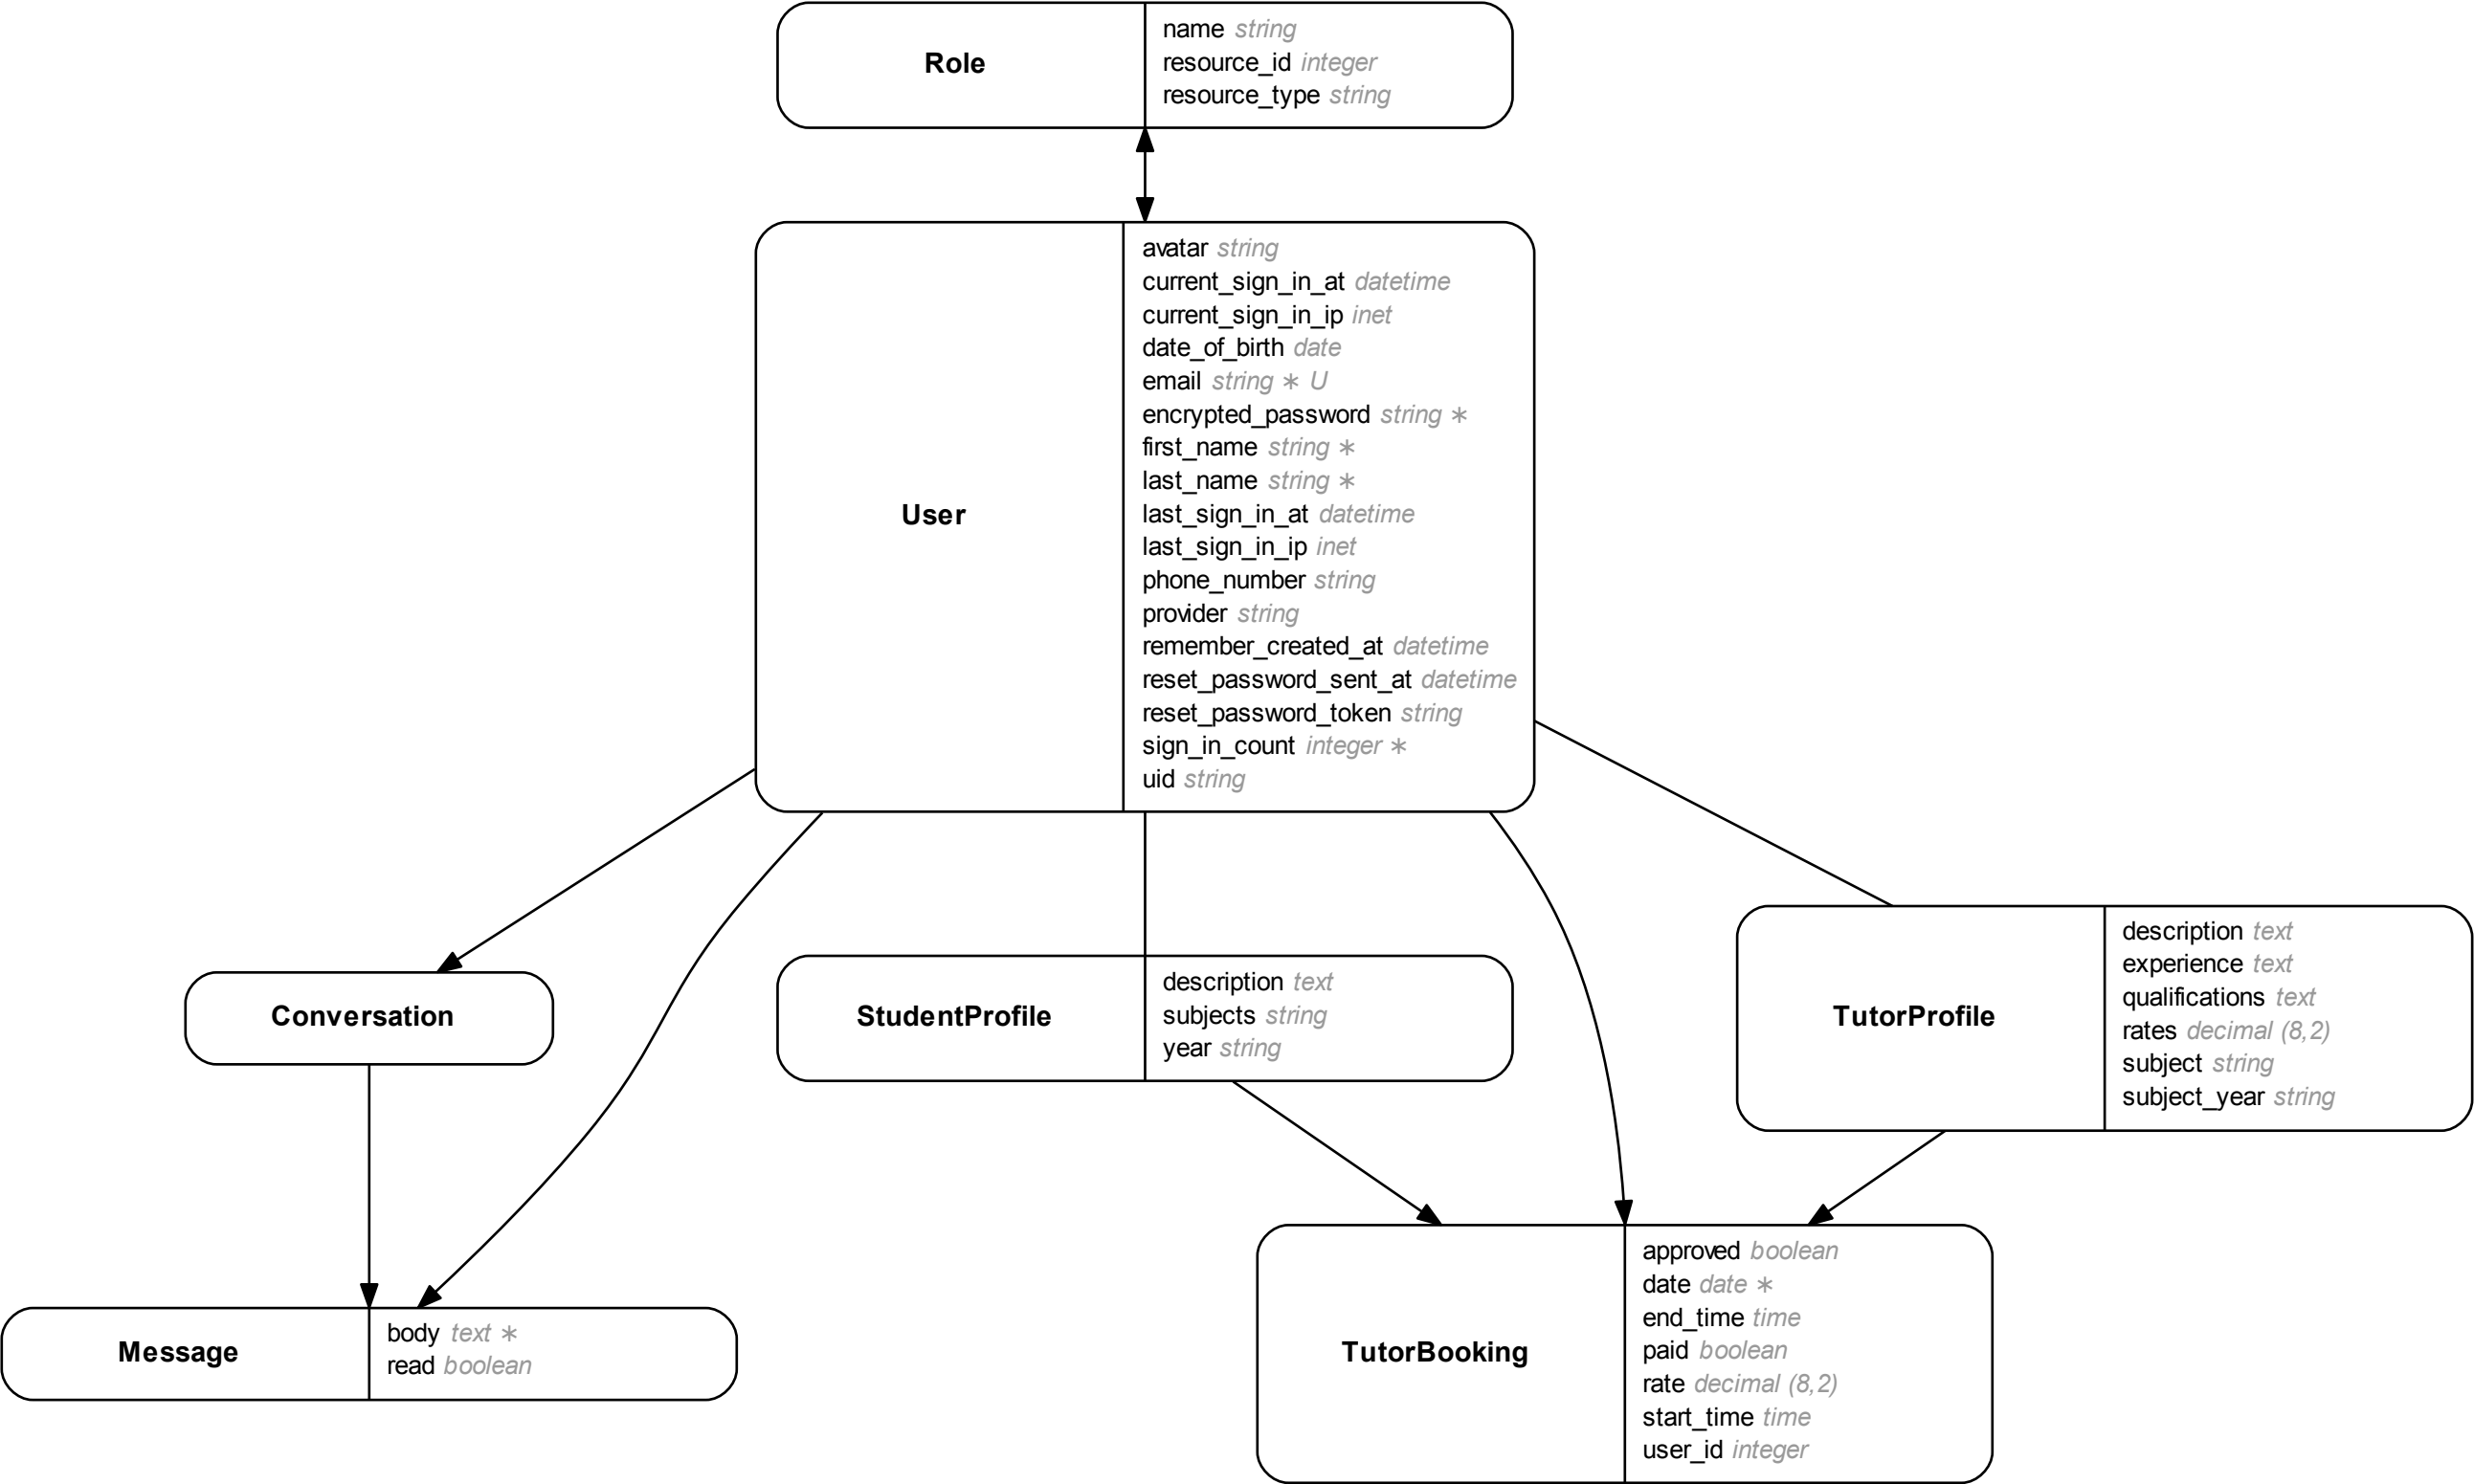 Role
name string
resource_id integer
resource_type string
User
avatar string
current_sign_in_at datetime
current_sign_in_ip inet
date_of_birth date
email string ∗ U
encrypted_password string ∗
first_name string ∗
last_name string ∗
last_sign_in_at datetime
last_sign_in_ip inet
phone_number string
provider string
remember_created_at datetime
reset_password_sent_at datetime
reset_password_token string
sign_in_count integer ∗
uid string
Conversation
StudentProfile
description text
subjects string
year string
TutorProfile
description text
experience text
qualifications text
rates decimal (8,2)
subject string
subject_year string
Message
body text ∗
read boolean
TutorBooking
approved boolean
date date ∗
end_time time
paid boolean
rate decimal (8,2)
start_time time
user_id integer